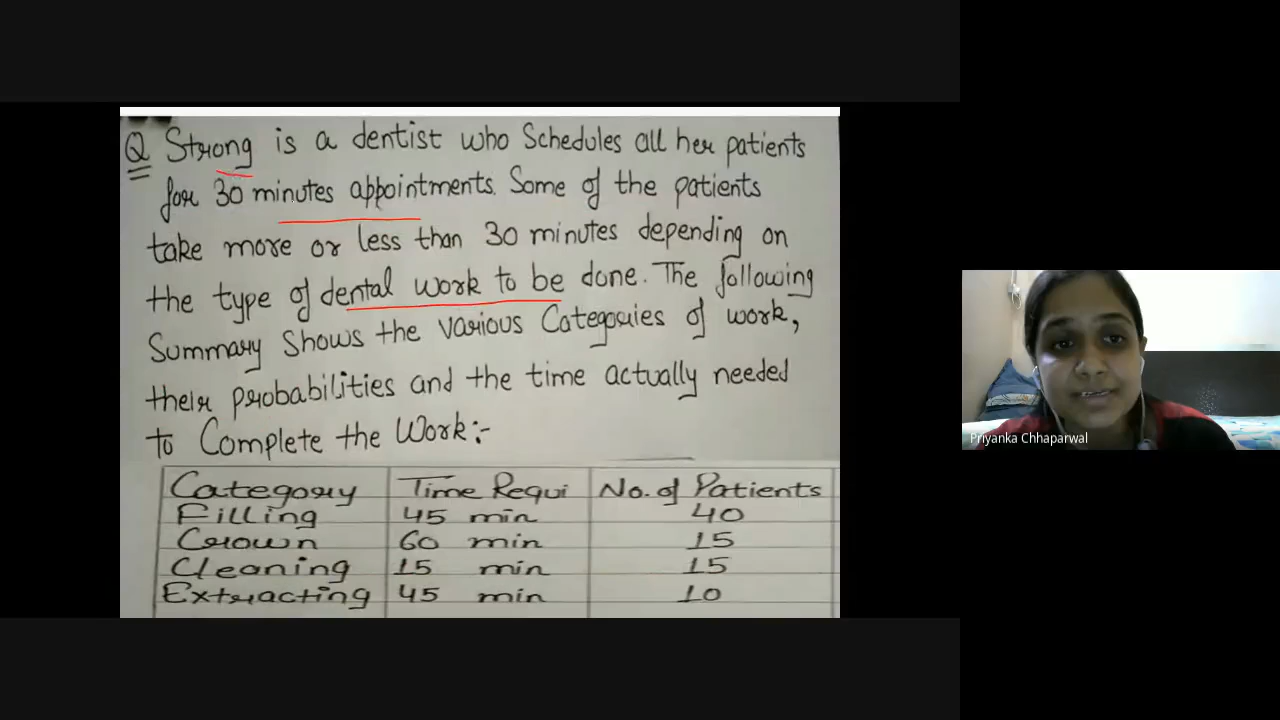 Q Strong is a dentist who Schedules all her patients
for 30 minutes appointments. Some of the patients
take more or less than 30 minutes depending on
the type of dental work to be done. The following
Summary Shows the various Categories of work,
their probabilities and the time actually needed
to Complete the Work:-
Category Time Requi No. of Patients
Filling 45 min 40
Crown 60 min 15
Cleaning 15 min 15
Extracting 45 min 10
Priyanka Chhaparwal